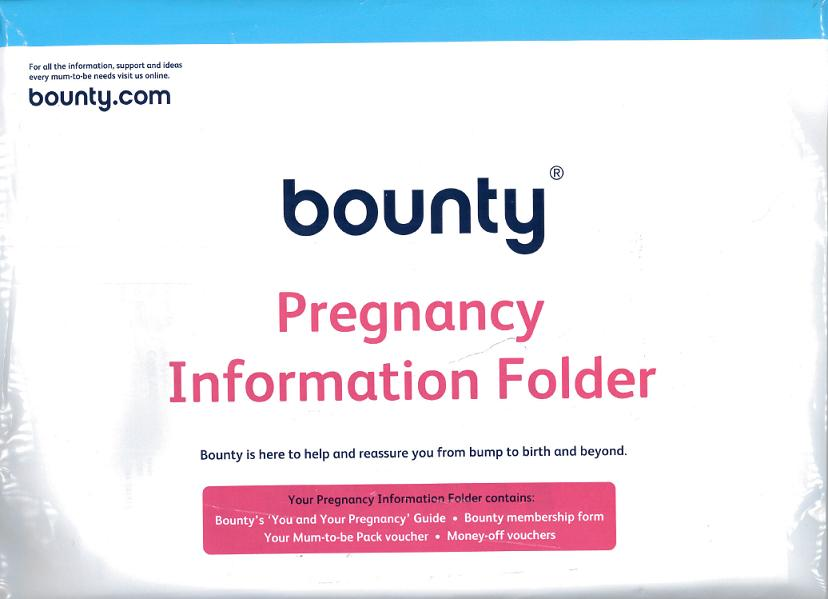 For all the information, support and ideas
every mum-to-be needs visit us online.
bounty.com
bounty®
Pregnancy
Information Folder
Bounty is here to help and reassure you from bump to birth and beyond.
Your Pregnancy Information Folder contains:
Bounty's 'You and Your Pregnancy' Guide • Bounty membership form
Your Mum-to-be Pack voucher • Money-off vouchers